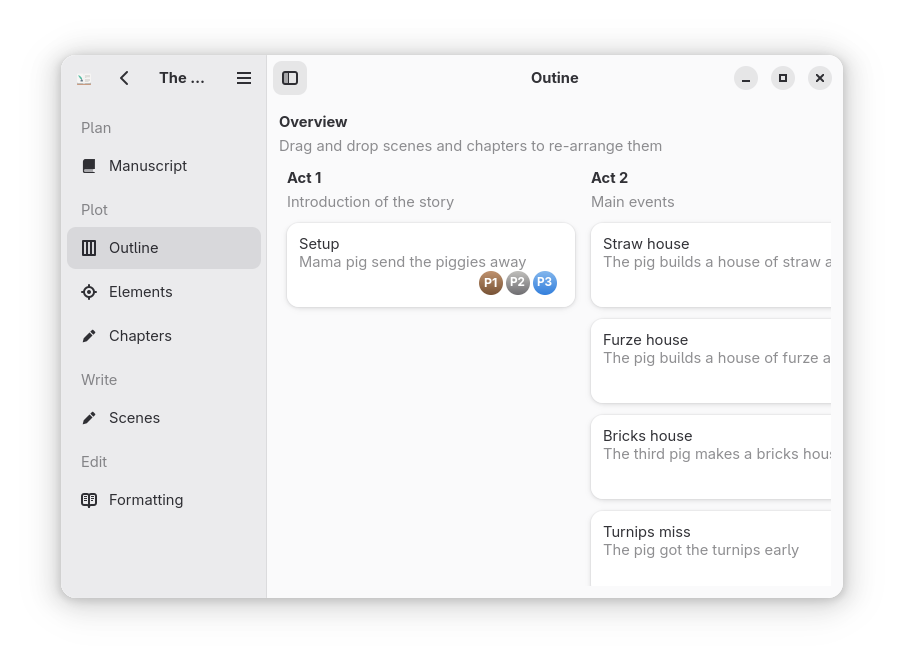 The ...
Outine
Plan
Manuscript
Plot
Outline
Elements
Chapters
Write
Scenes
Edit
Formatting
Overview
Drag and drop scenes and chapters to re-arrange them
Act 1
Introduction of the story
Setup
Mama pig send the piggies away
P1 P2 P3
Act 2
Main events
Straw house
The pig builds a house of straw a
Furze house
The pig builds a house of furze a
Bricks house
The third pig makes a bricks hous
Turnips miss
The pig got the turnips early